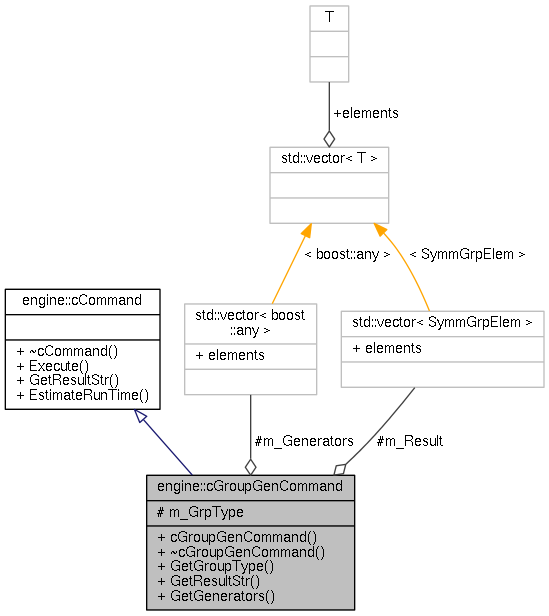 T
+elements
std::vector< T >
< boost::any >
< SymmGrpElem >
engine::cCommand
+ ~cCommand()
+ Execute()
+ GetResultStr()
+ EstimateRunTime()
std::vector< boost
::any >
+ elements
std::vector< SymmGrpElem >
+ elements
#m_Generators
#m_Result
engine::cGroupGenCommand
# m_GrpType
+ cGroupGenCommand()
+ ~cGroupGenCommand()
+ GetGroupType()
+ GetResultStr()
+ GetGenerators()